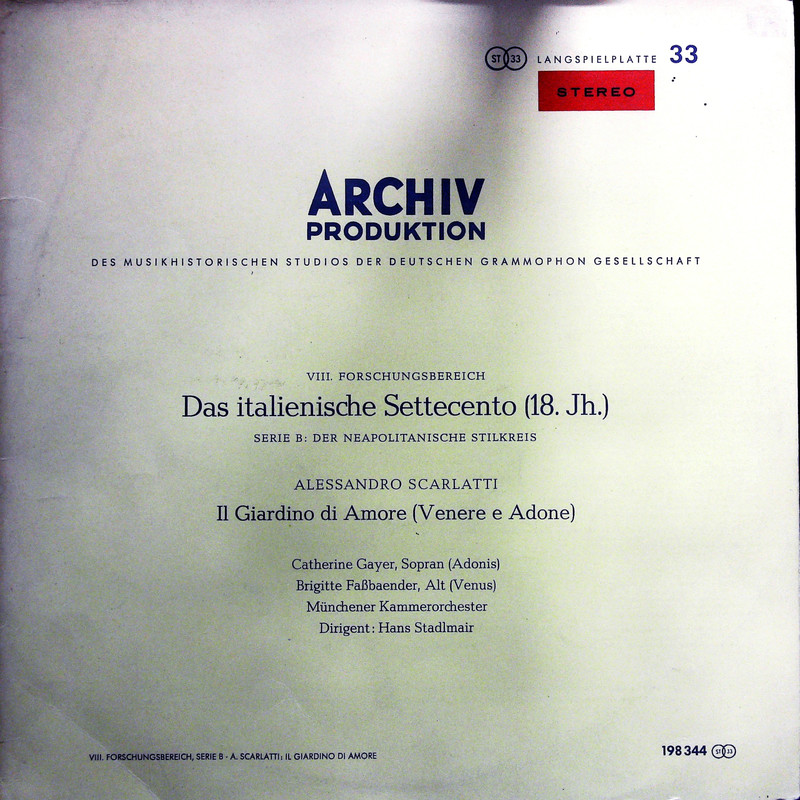 ST 33 LANGSPIELPLATTE 33
STEREO
ARCHIV
PRODUKTION
DES MUSIKHISTORISCHEN STUDIOS DER DEUTSCHEN GRAMMOPHON GESELLSCHAFT
VIII. FORSCHUNGSBEREICH
Das italienische Settecento (18. Jh.)
SERIE B: DER NEAPOLITANISCHE STILKREIS
ALESSANDRO SCARLATTI
Il Giardino di Amore (Venere e Adone)
Catherine Gayer, Sopran (Adonis)
Brigitte Faßbaender, Alt (Venus)
Münchener Kammerorchester
Dirigent: Hans Stadlmair
VIII. FORSCHUNGSBEREICH, SERIE B - A. SCARLATTI: IL GIARDINO DI AMORE
198 344 ST 33